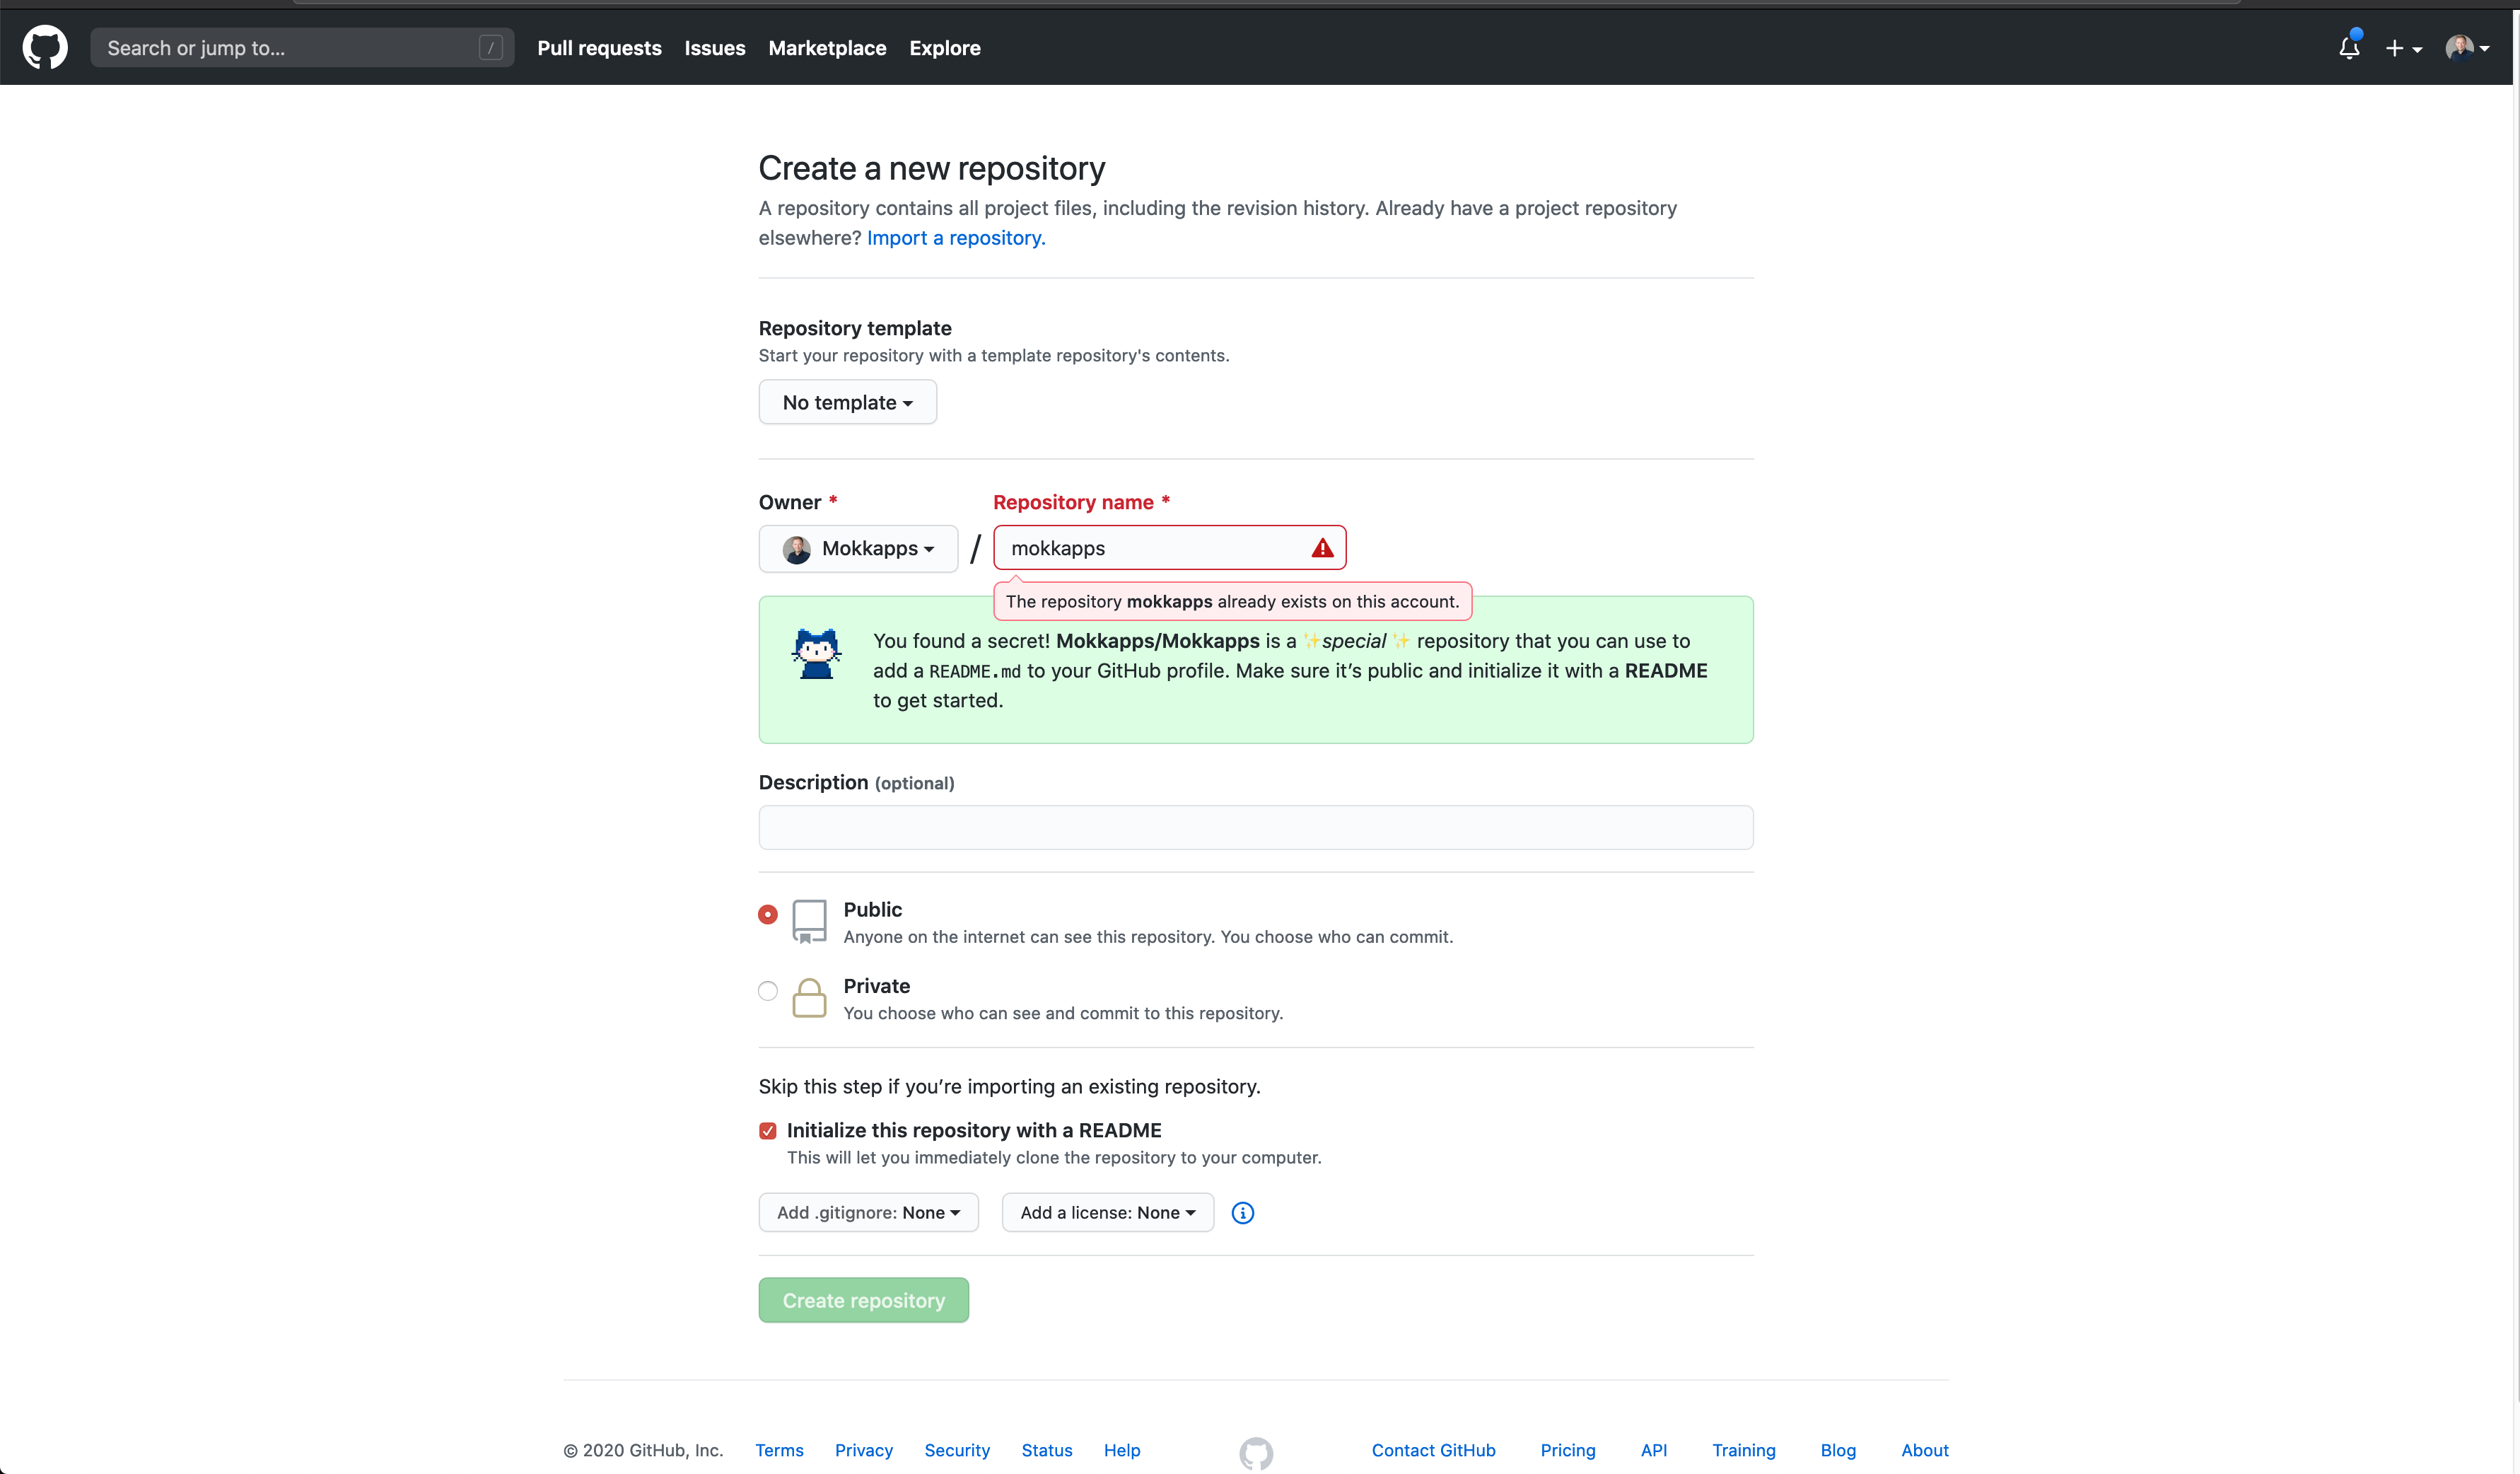 Search or jump to... /
Pull requests Issues Marketplace Explore
Create a new repository
A repository contains all project files, including the revision history. Already have a project repository
elsewhere? Import a repository.
Repository template
Start your repository with a template repository's contents.
No template
Owner * Repository name *
Mokkapps / mokkapps
The repository mokkapps already exists on this account.
You found a secret! Mokkapps/Mokkapps is a ✨special✨ repository that you can use to
add a README.md to your GitHub profile. Make sure it’s public and initialize it with a README
to get started.
Description (optional)
Public
Anyone on the internet can see this repository. You choose who can commit.
Private
You choose who can see and commit to this repository.
Skip this step if you’re importing an existing repository.
Initialize this repository with a README
This will let you immediately clone the repository to your computer.
Add .gitignore: None Add a license: None
Create repository
© 2020 GitHub, Inc. Terms Privacy Security Status Help Contact GitHub Pricing API Training Blog About